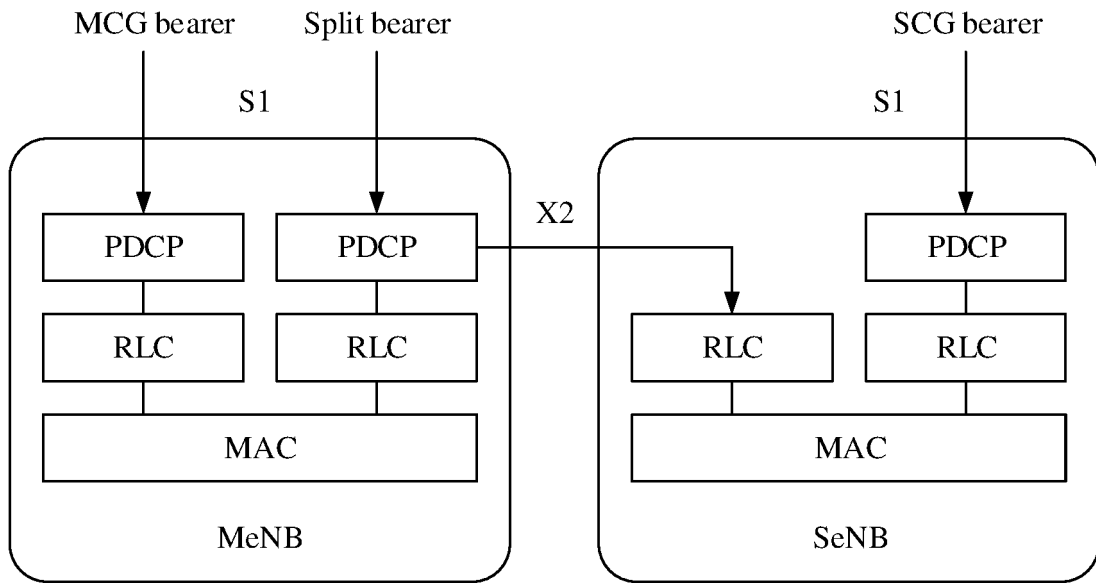 MCG bearer Split bearer SCG bearer
S1 S1
X2
PDCP PDCP PDCP
RLC RLC RLC RLC
MAC MAC
MeNB SeNB